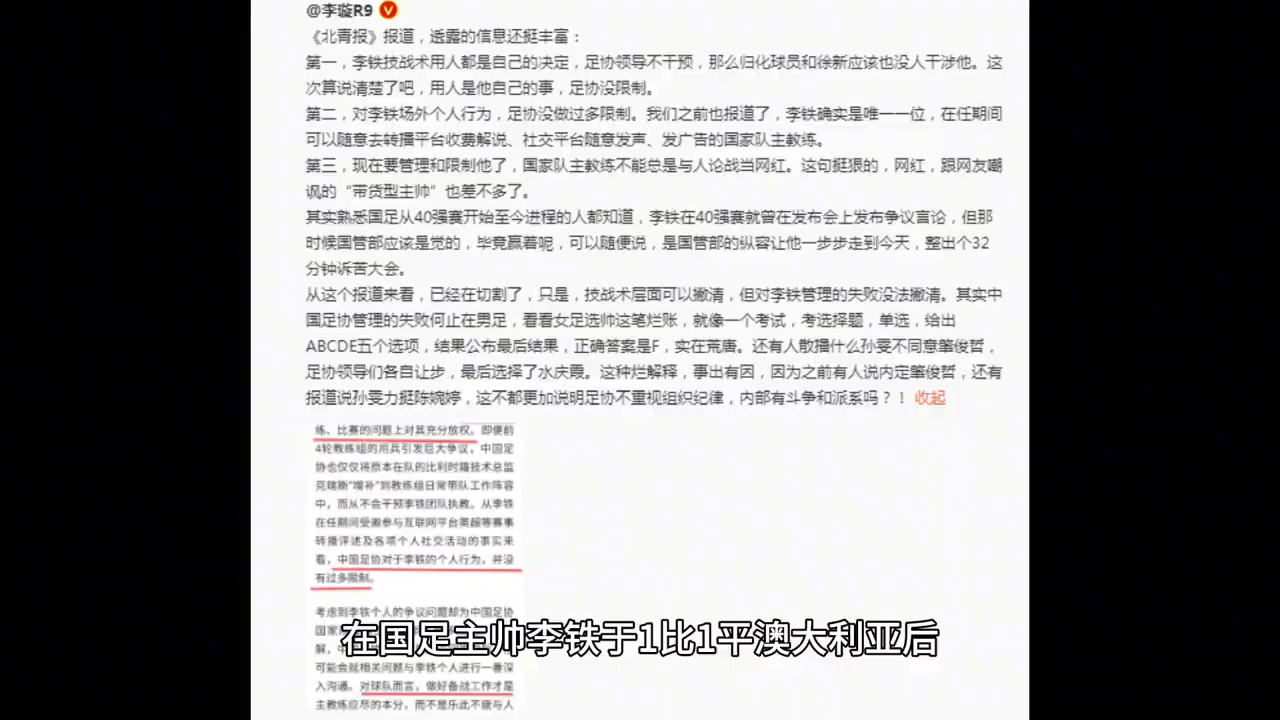 @李璇R9
《北青报》报道，透露的信息还挺丰富：
第一，李铁技战术用人都是自己的决定，足协领导不干预，那么归化球员和徐新应该也没人干涉他。这
次算说清楚了吧，用人是他自己的事，足协没限制。
第二，对李铁场外个人行为，足协没做过多限制。我们之前也报道了，李铁确实是唯一一位，在任期间
可以随意去转播平台收费解说、社交平台随意发声、发广告的国家队主教练。
第三，现在要管理和限制他了，国家队主教练不能总是与人论战当网红。这句挺狠的，网红，跟网友嘲
讽的“带货型主帅”也差不多了。
其实熟悉国足从40强赛开始至今进程的人都知道，李铁在40强赛就曾在发布会上发布争议言论，但那
时候国管部应该是觉的，毕竟赢着呢，可以随便说，是国管部的纵容让他一步步走到今天，整出个32
分钟诉苦大会。
从这个报道来看，已经在切割了，只是，技战术层面可以撇清，但对李铁管理的失败没法撇清。其实中
国足协管理的失败何止在男足，看看女足选帅这笔烂账，就像一个考试，考选择题，单选，给出
ABCDE五个选项，结果公布最后结果，正确答案是F，实在荒唐。还有人散播什么孙雯不同意肇俊哲，
足协领导们各自让步，最后选择了水庆霞。这种烂解释，事出有因，因为之前有人说内定肇俊哲，还有
报道说孙雯力挺陈婉婷，这不都更加说明足协不重视组织纪律，内部有斗争和派系吗？！ 收起
练、比赛的问题上对其充分放权。即便前
4轮教练组的用兵引发巨大争议，中国足
协也仅仅将原本在队的比利时籍技术总监
克瑞斯“增补”到教练组日常带队工作阵容
中，而从不会干预李铁团队执教。从李铁
在任期间受邀参与互联网平台英超等赛事
转播评述及各项个人社交活动的事实来
看，中国足协对于李铁的个人行为，并没
有过多限制。
考虑到李铁个人的争议问题却为中国足协
国家
解，中
可能会就相关问题与李铁个人进行一番深
入沟通。对球队而言，做好备战工作才是
主教练应尽的本分，而不是乐此不疲与人
在国足主帅李铁于1比1平澳大利亚后